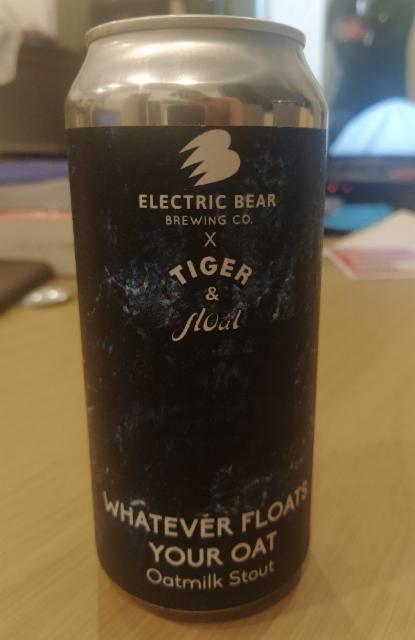 ELECTRIC BEAR
BREWING CO.
X
TIGER
&
float
WHATEVER FLOATS
YOUR OAT
Oatmilk Stout